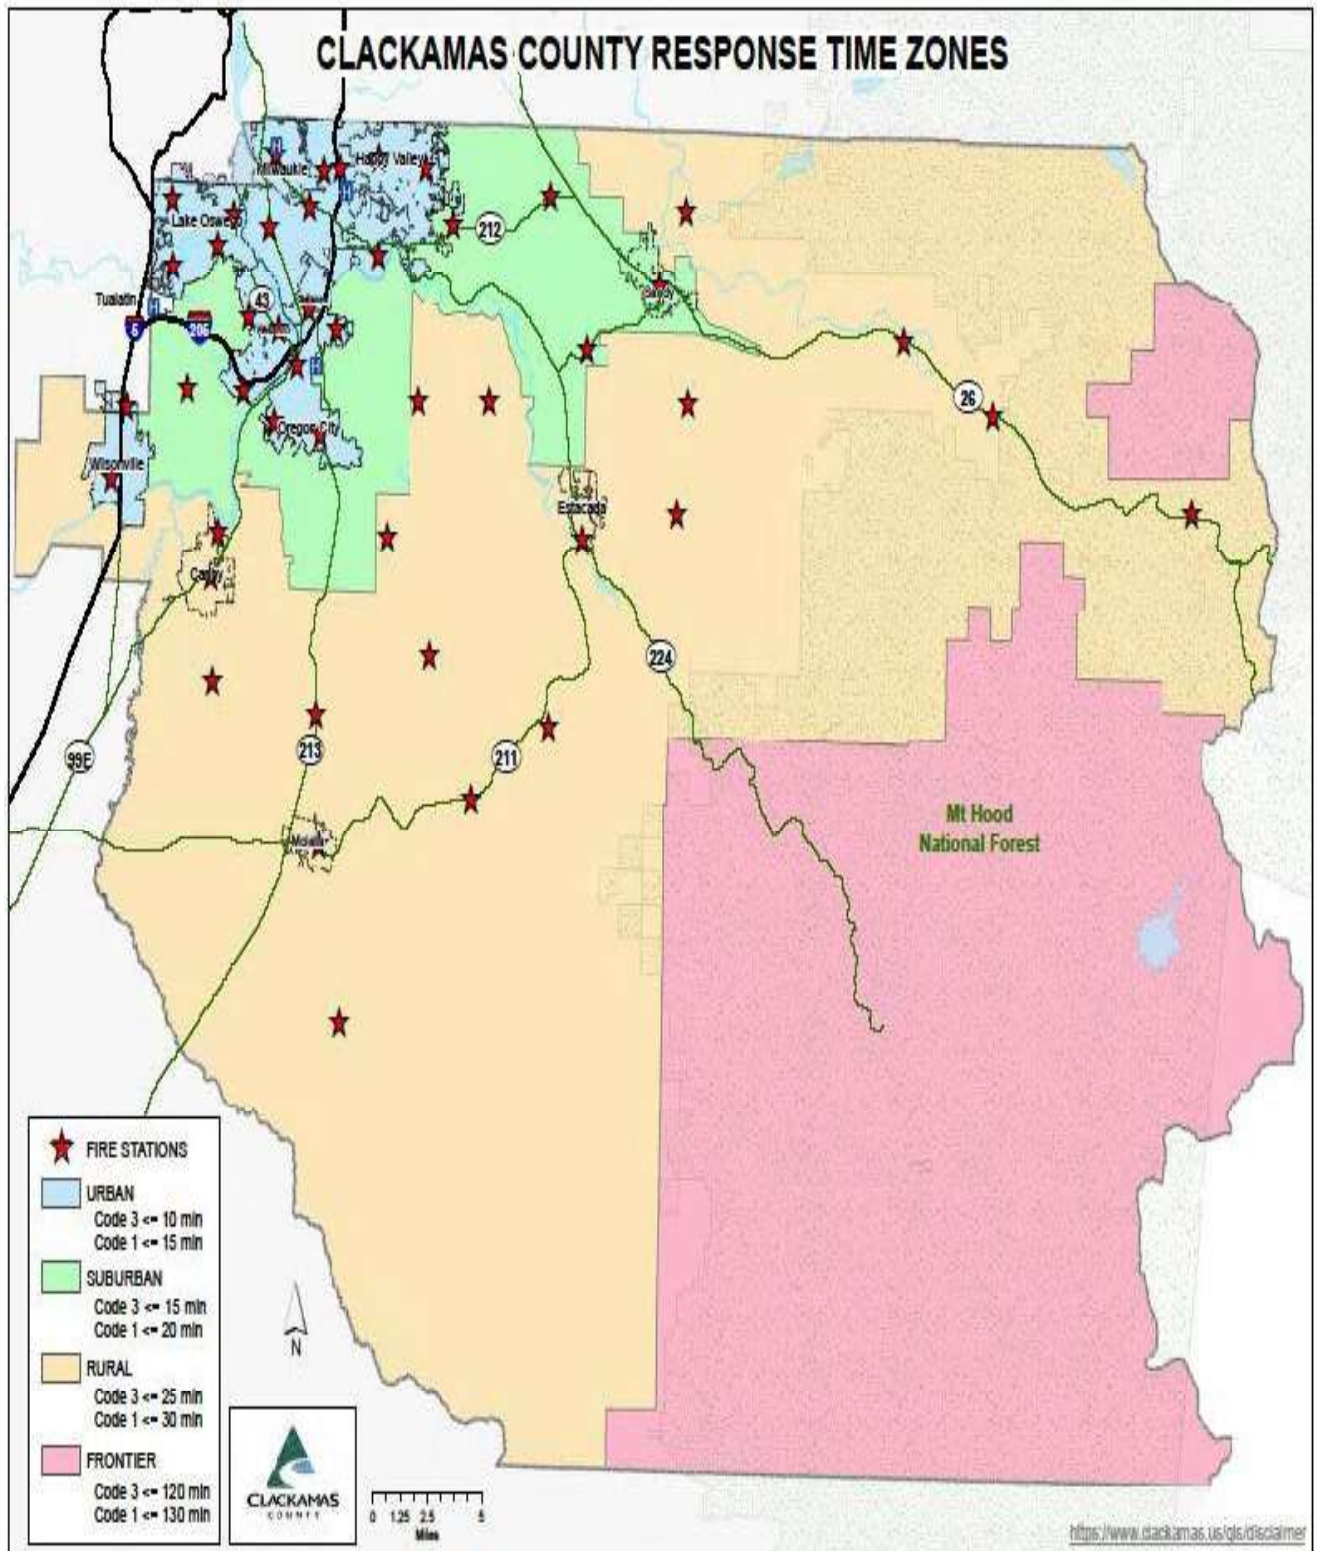 CLACKAMAS COUNTY RESPONSE TIME ZONES
Milwaukie
Happy Valley
Lake Oswego
212
Tualatin
43
5
205
Sandy
26
Oregon City
Wilsonville
Estacada
Canby
224
99E
213
211
Molalla
Mt Hood
National Forest
FIRE STATIONS
URBAN
Code 3 <= 10 min
Code 1 <= 15 min
SUBURBAN
Code 3 <= 15 min
Code 1 <= 20 min
RURAL
Code 3 <= 25 min
Code 1 <= 30 min
FRONTIER
Code 3 <= 120 min
Code 1 <= 130 min
N
CLACKAMAS
COUNTY
0 1.25 2.5 5
Miles
https://www.clackamas.us/gis/disclaimer